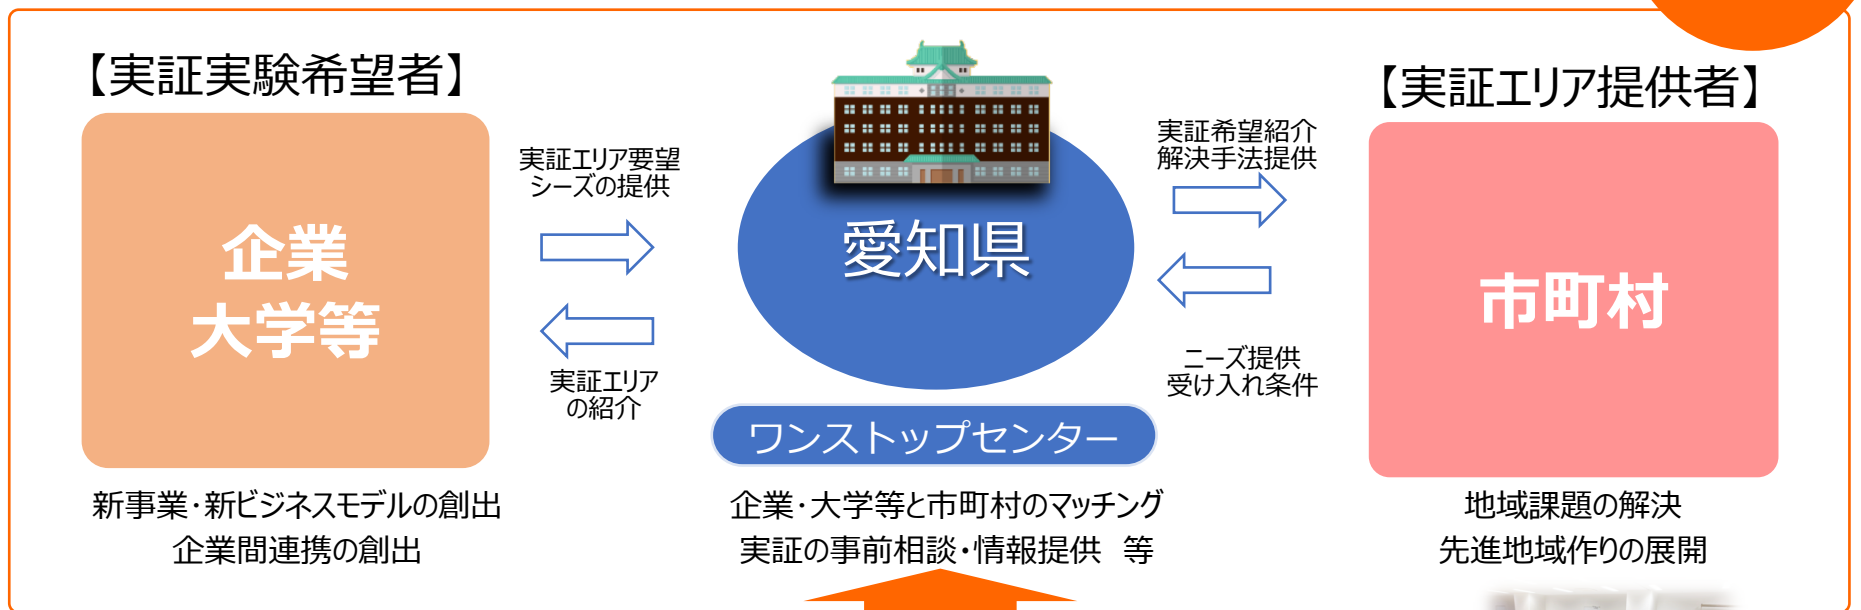 【実証実験希望者】
企業
大学等
新事業・新ビジネスモデルの創出
企業間連携の創出
実証エリア要望
シーズの提供
実証エリア
の紹介
愛知県
ワンストップセンター
企業・大学等と市町村のマッチング
実証の事前相談・情報提供　等
実証希望紹介
解決手法提供
ニーズ提供
受け入れ条件
【実証エリア提供者】
市町村
地域課題の解決
先進地域作りの展開